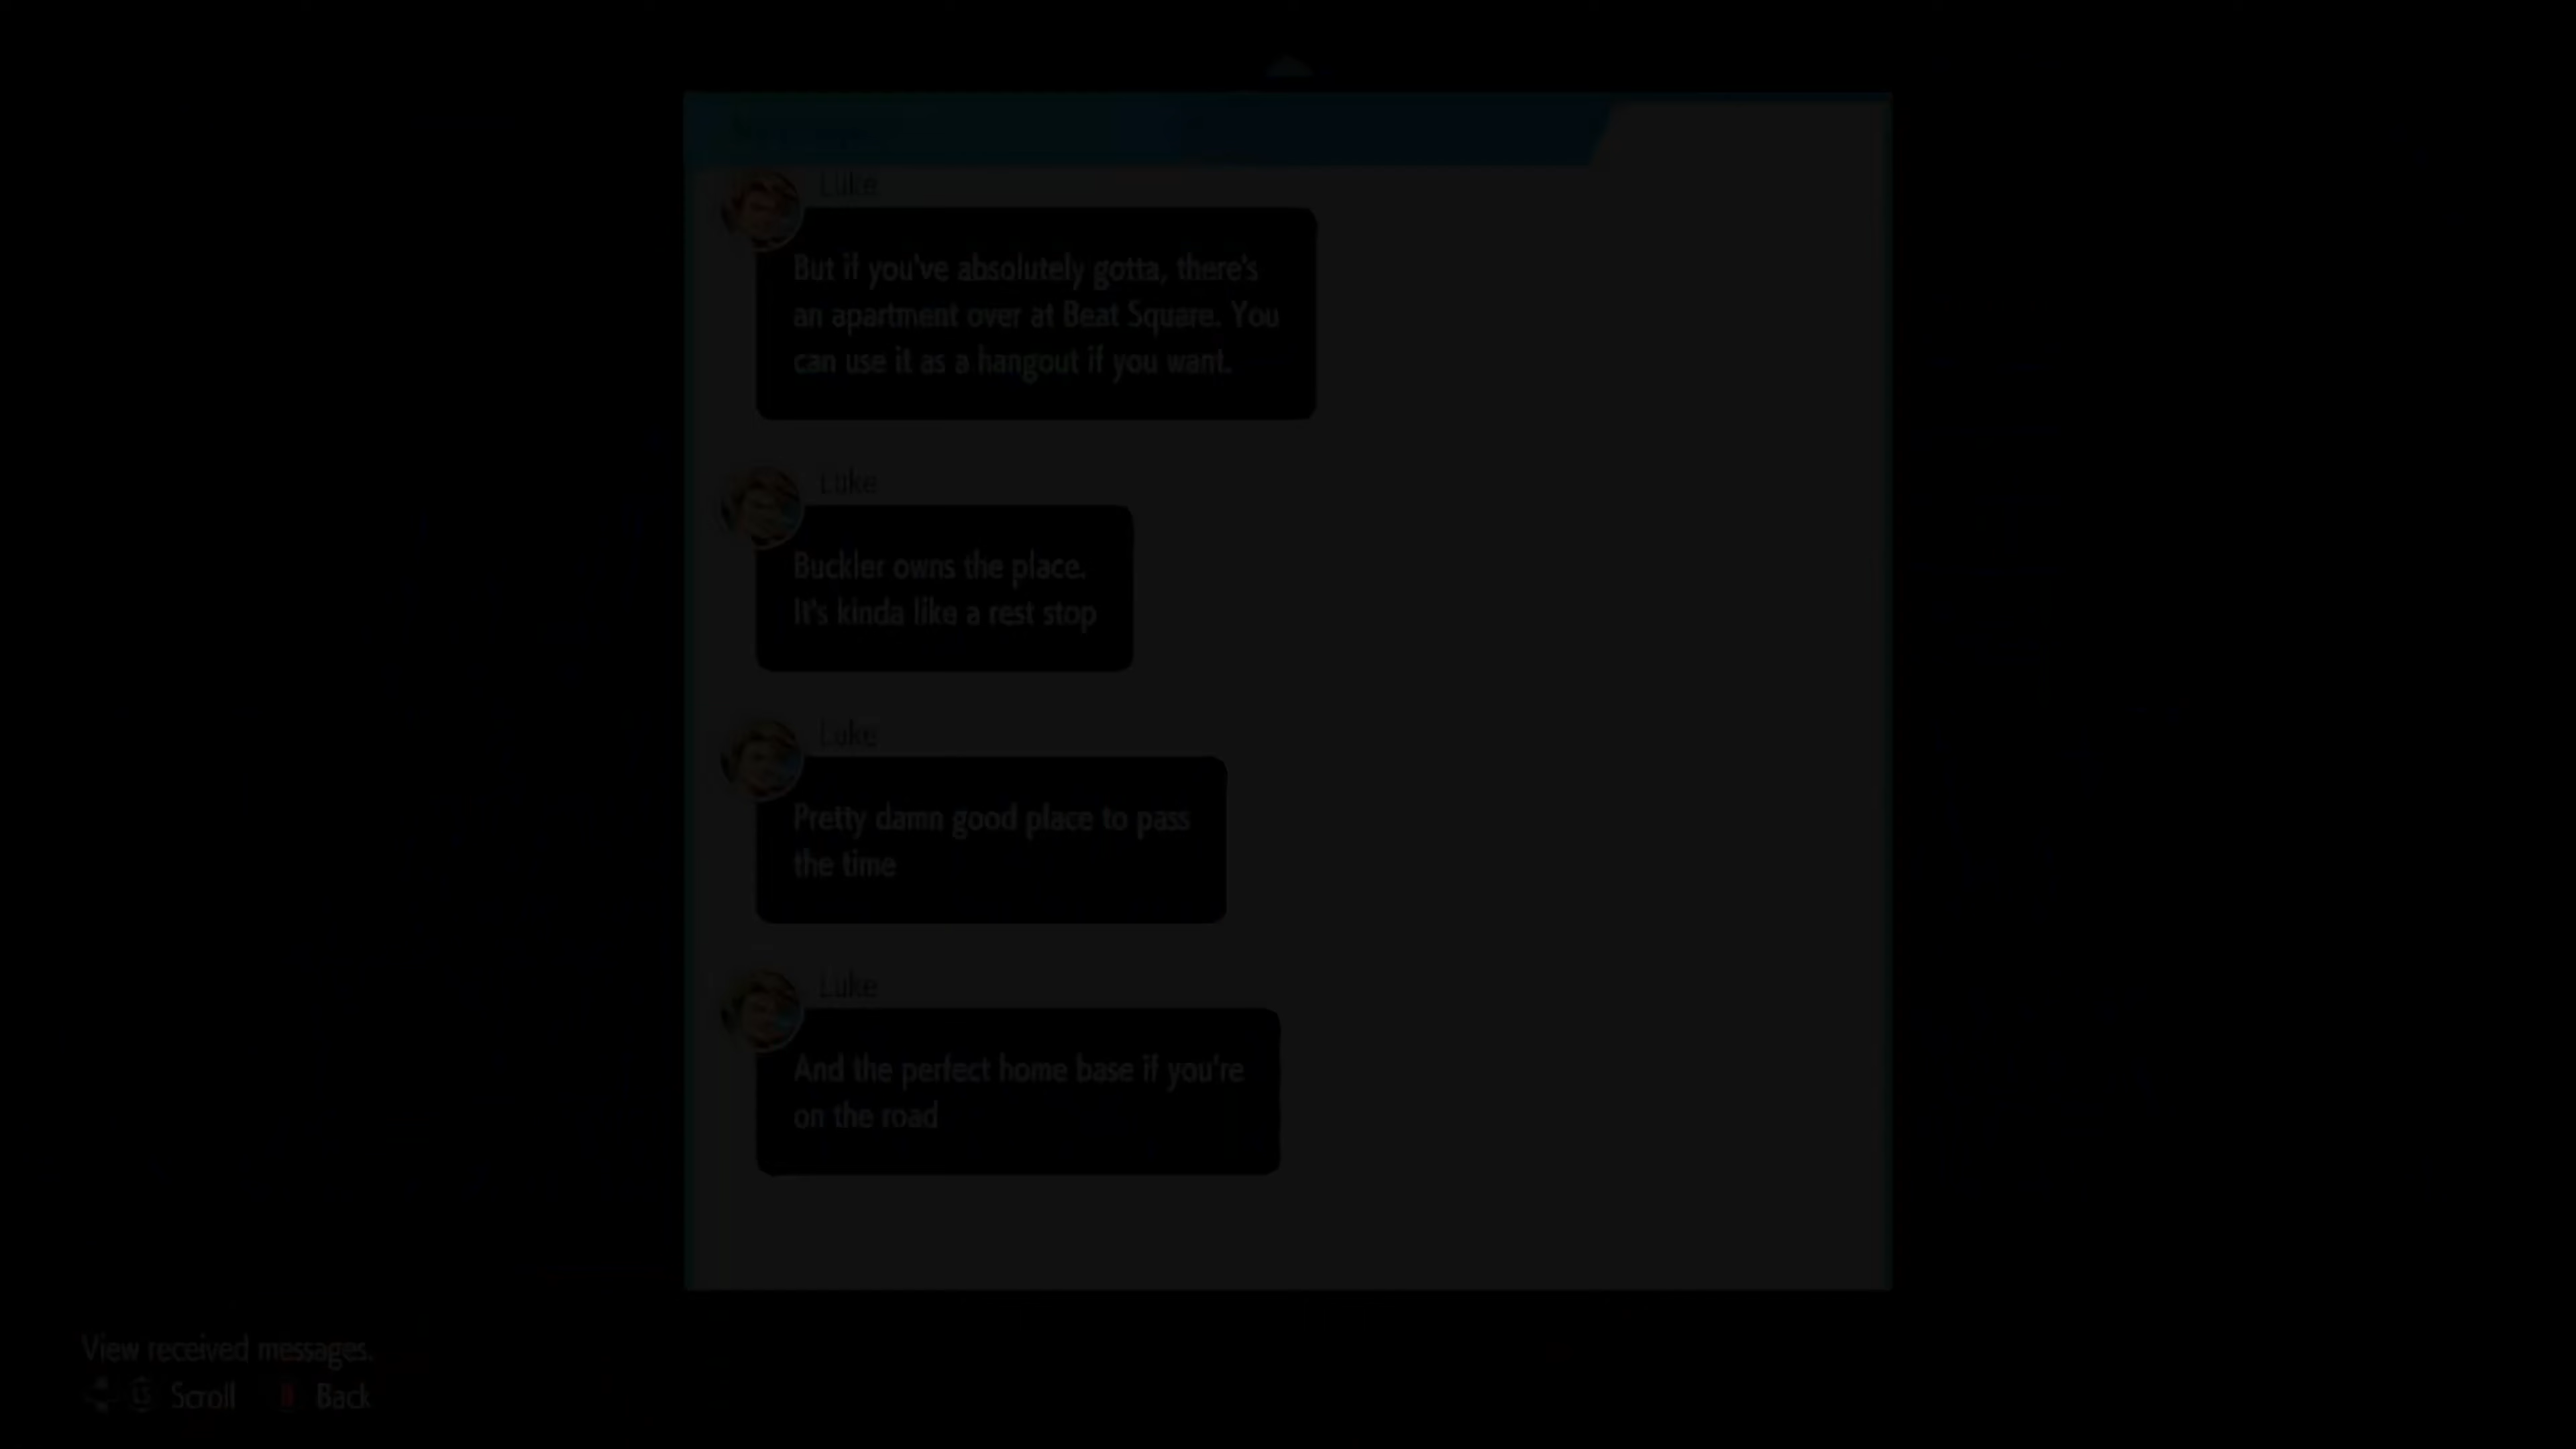 Luke
But if you've absolutely gotta, there's
an apartment over at Beat Square. You
can use it as a hangout if you want.
Luke
Buckler owns the place.
It's kinda like a rest stop
Luke
Pretty damn good place to pass
the time
Luke
And the perfect home base if you're
on the road
View received messages.
LS Scroll B Back